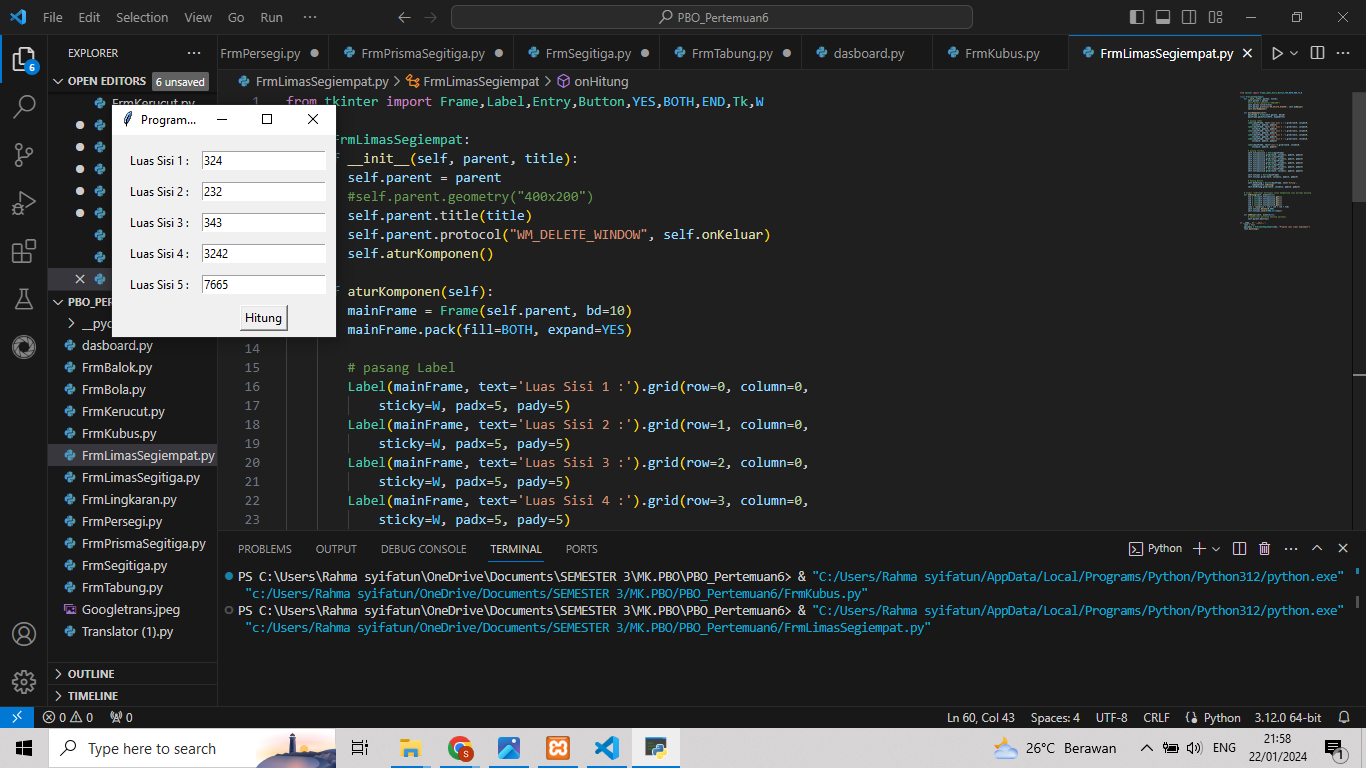 File Edit Selection View Go Run ··· PBO_Pertemuan6
EXPLORER ···
FrmPersegi.py FrmPrismaSegitiga.py FrmSegitiga.py FrmTabung.py dasboard.py FrmKubus.py FrmLimasSegiempat.py
OPEN EDITORS 6 unsaved
FrmLimasSegiempat.py > FrmLimasSegiempat > onHitung
FrmKerucut.py
6
Program...
Luas Sisi 1 : 324
Luas Sisi 2 : 232
Luas Sisi 3 : 343
Luas Sisi 4 : 3242
Luas Sisi 5 : 7665
Hitung
1 from tkinter import Frame,Label,Entry,Button,YES,BOTH,END,Tk,W
FrmLimasSegiempat:
__init__(self, parent, title):
self.parent = parent
#self.parent.geometry("400x200")
self.parent.title(title)
self.parent.protocol("WM_DELETE_WINDOW", self.onKeluar)
self.aturKomponen()
aturKomponen(self):
mainFrame = Frame(self.parent, bd=10)
mainFrame.pack(fill=BOTH, expand=YES)
14
15 # pasang Label
16 Label(mainFrame, text='Luas Sisi 1 :').grid(row=0, column=0,
17 sticky=W, padx=5, pady=5)
18 Label(mainFrame, text='Luas Sisi 2 :').grid(row=1, column=0,
19 sticky=W, padx=5, pady=5)
20 Label(mainFrame, text='Luas Sisi 3 :').grid(row=2, column=0,
21 sticky=W, padx=5, pady=5)
22 Label(mainFrame, text='Luas Sisi 4 :').grid(row=3, column=0,
23 sticky=W, padx=5, pady=5)
dasboard.py
FrmBalok.py
FrmBola.py
FrmKerucut.py
FrmKubus.py
FrmLimasSegiempat.py
FrmLimasSegitiga.py
FrmLingkaran.py
FrmPersegi.py
FrmPrismaSegitiga.py
FrmSegitiga.py
FrmTabung.py
Googletrans.jpeg
Translator (1).py
OUTLINE
TIMELINE
PROBLEMS OUTPUT DEBUG CONSOLE TERMINAL PORTS Python
PS C:\Users\Rahma syifatun\OneDrive\Documents\SEMESTER 3\MK.PBO\PBO_Pertemuan6> & "C:/Users/Rahma syifatun/AppData/Local/Programs/Python/Python312/python.exe"
"c:/Users/Rahma syifatun/OneDrive/Documents/SEMESTER 3/MK.PBO/PBO_Pertemuan6/FrmKubus.py"
PS C:\Users\Rahma syifatun\OneDrive\Documents\SEMESTER 3\MK.PBO\PBO_Pertemuan6> & "C:/Users/Rahma syifatun/AppData/Local/Programs/Python/Python312/python.exe"
"c:/Users/Rahma syifatun/OneDrive/Documents/SEMESTER 3/MK.PBO/PBO_Pertemuan6/FrmLimasSegiempat.py"
0 0 0 Ln 60, Col 43 Spaces: 4 UTF-8 CRLF Python 3.12.0 64-bit
Type here to search 26°C Berawan ENG 21:58
22/01/2024
1